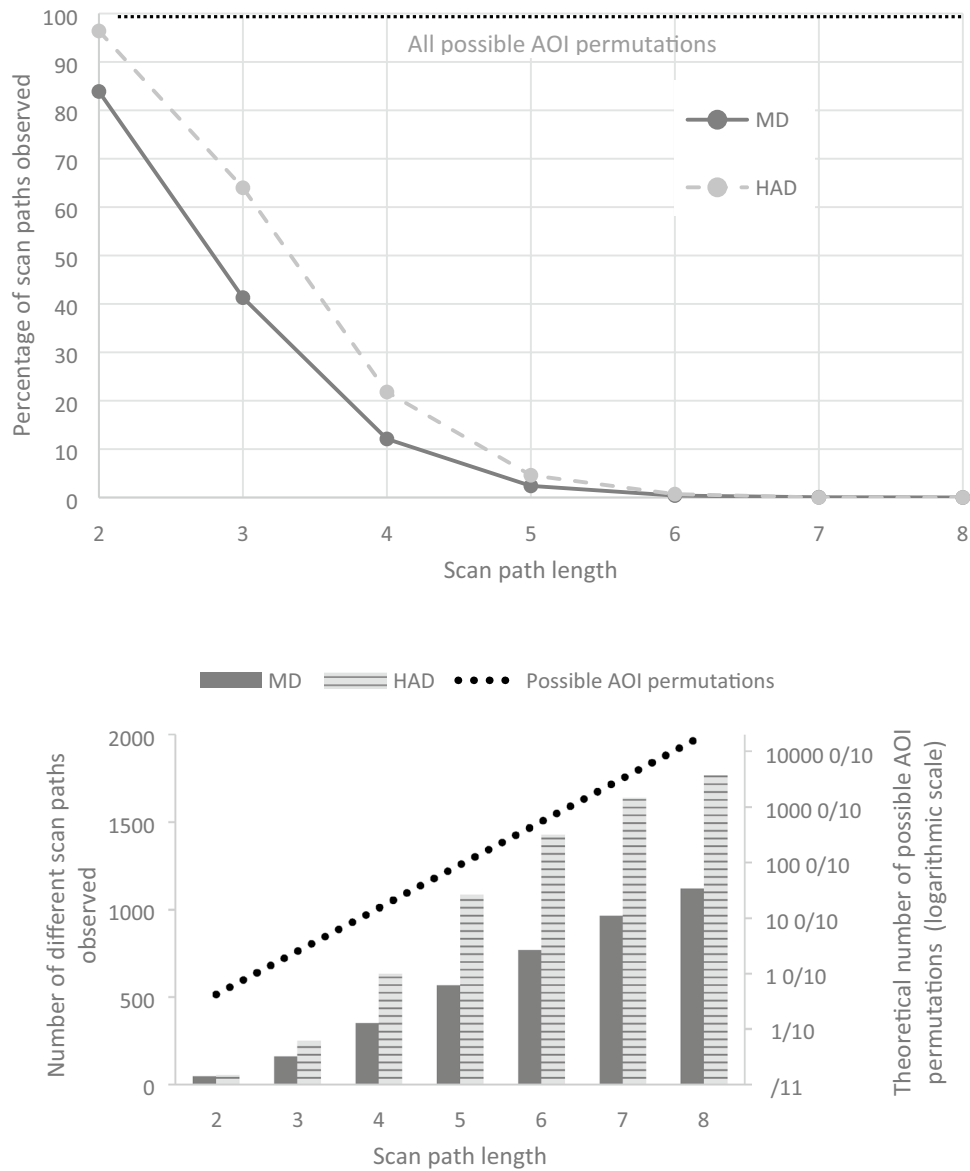 100
90
80
70
60
50
40
30
20
10
0
Percentage of scan paths observed
All possible AOI permutations
MD
HAD
2 3 4 5 6 7 8
Scan path length
MD HAD Possible AOI permutations
Number of different scan paths
observed
2000
1500
1000
500
0
10000 0/10
1000 0/10
100 0/10
10 0/10
1 0/10
1/10
/11
Theoretical number of possible AOI
permutations (logarithmic scale)
2 3 4 5 6 7 8
Scan path length